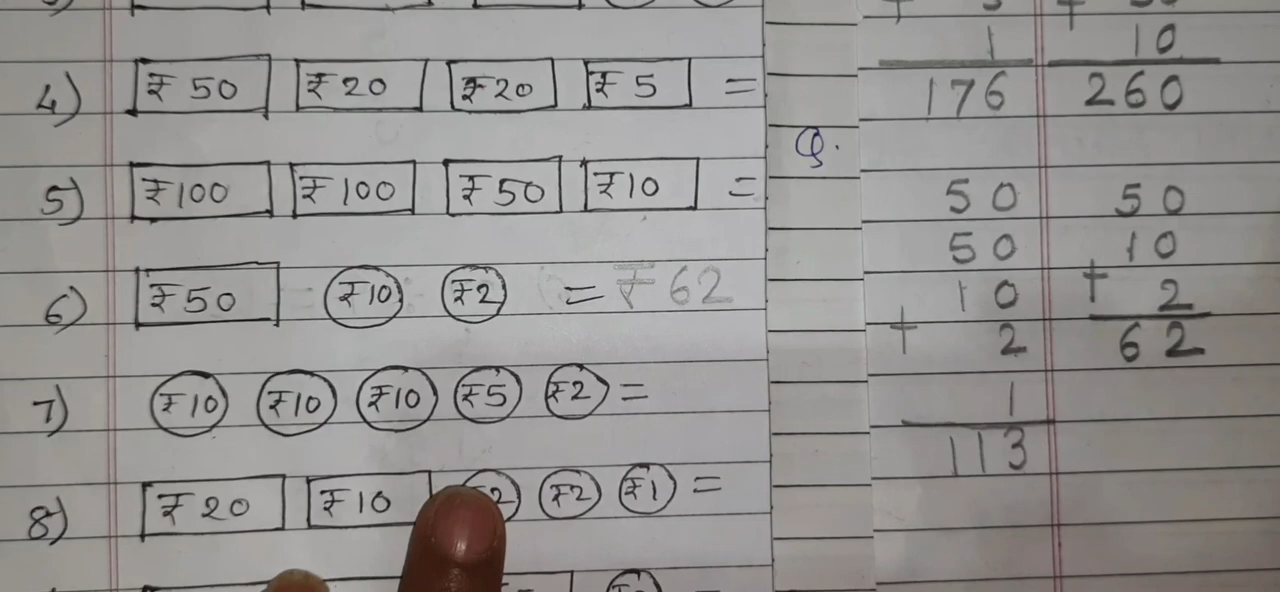 4) ₹ 50 ₹ 20 ₹ 20 ₹ 5 =
5) ₹ 100 ₹ 100 ₹ 50 ₹ 10 =
6) ₹ 50 ₹ 10 ₹ 2 = ₹ 62
7) ₹ 10 ₹ 10 ₹ 10 ₹ 5 ₹ 2 =
8) ₹ 20 ₹ 10 2 ₹ 2 ₹ 1 =
1 10
176 260
Q.
50 50
50 10
10 + 2
+ 2 62
1
113